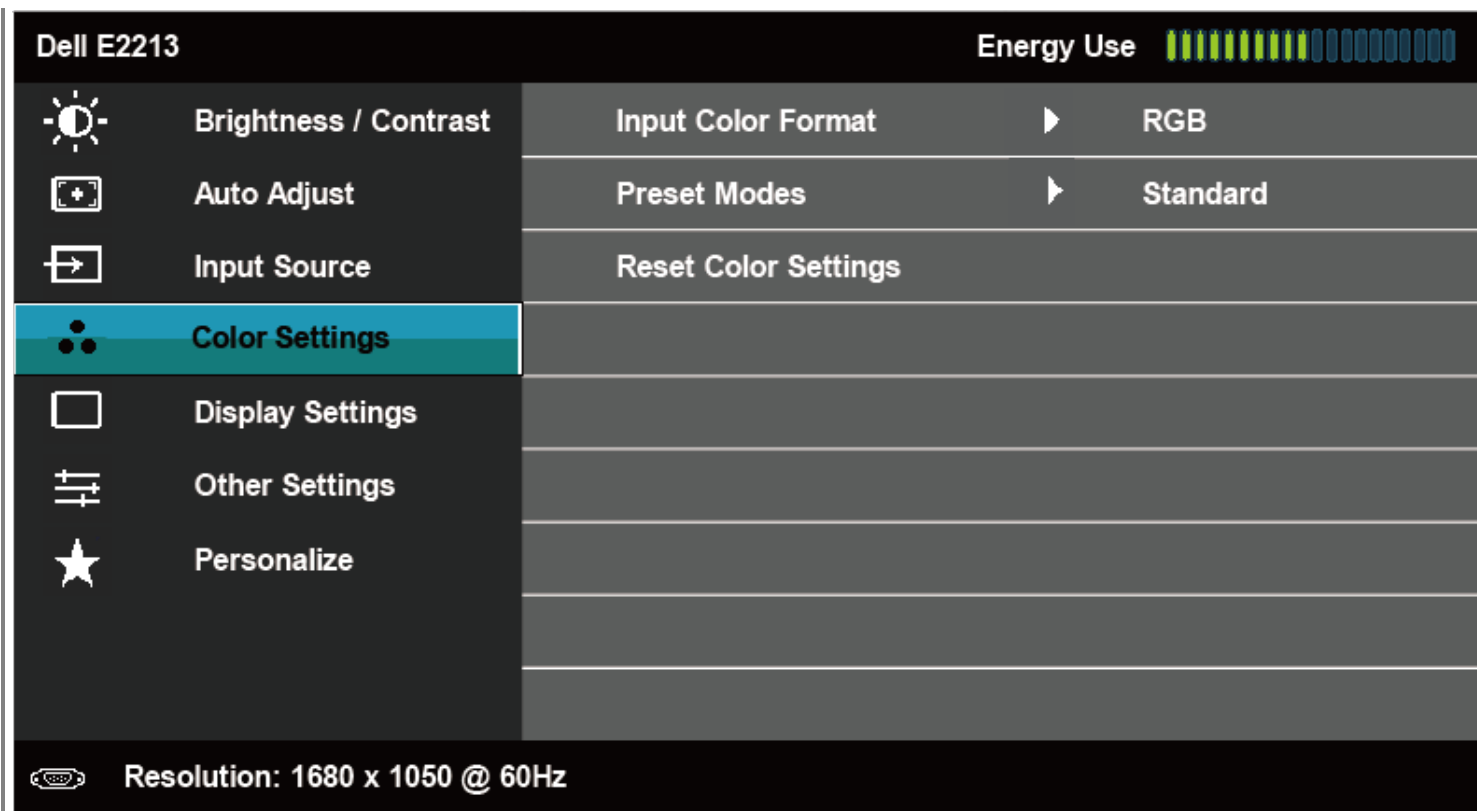 Dell E2213 Energy Use
Brightness / Contrast Input Color Format RGB
Auto Adjust Preset Modes Standard
Input Source Reset Color Settings
Color Settings
Display Settings
Other Settings
Personalize
Resolution: 1680 x 1050 @ 60Hz